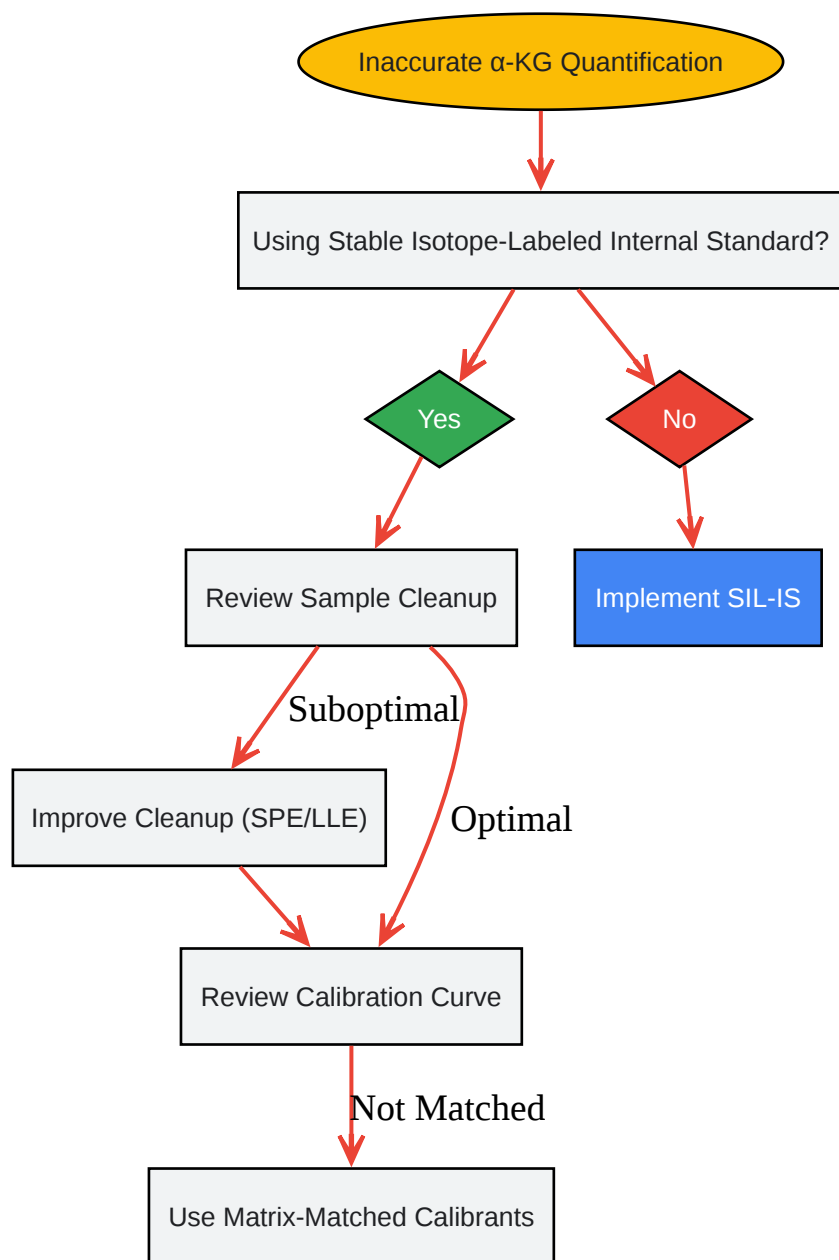 Inaccurate α-KG Quantification
Using Stable Isotope-Labeled Internal Standard?
Yes
No
Review Sample Cleanup
Implement SIL-IS
Suboptimal
Improve Cleanup (SPE/LLE)
Optimal
Review Calibration Curve
Not Matched
Use Matrix-Matched Calibrants